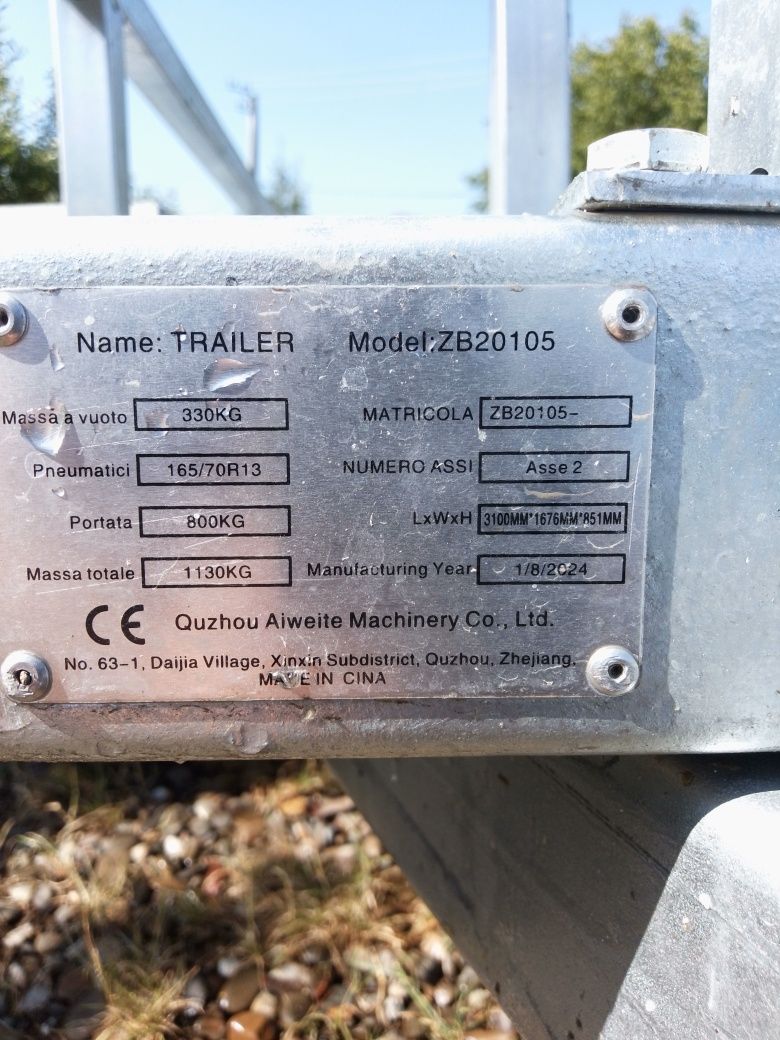 Name: TRAILER Model:ZB20105
Massa a vuoto 330KG MATRICOLA ZB20105-
Pneumatici 165/70R13 NUMERO ASSI Asse 2
Portata 800KG LxWxH 3100MM*1676MM*851MM
Massa totale 1130KG Manufacturing Year 1/8/2024
CE Quzhou Aiweite Machinery Co., Ltd.
No. 63-1, Daijia Village, Xinxin Subdistrict, Quzhou, Zhejiang,
MADE IN CINA